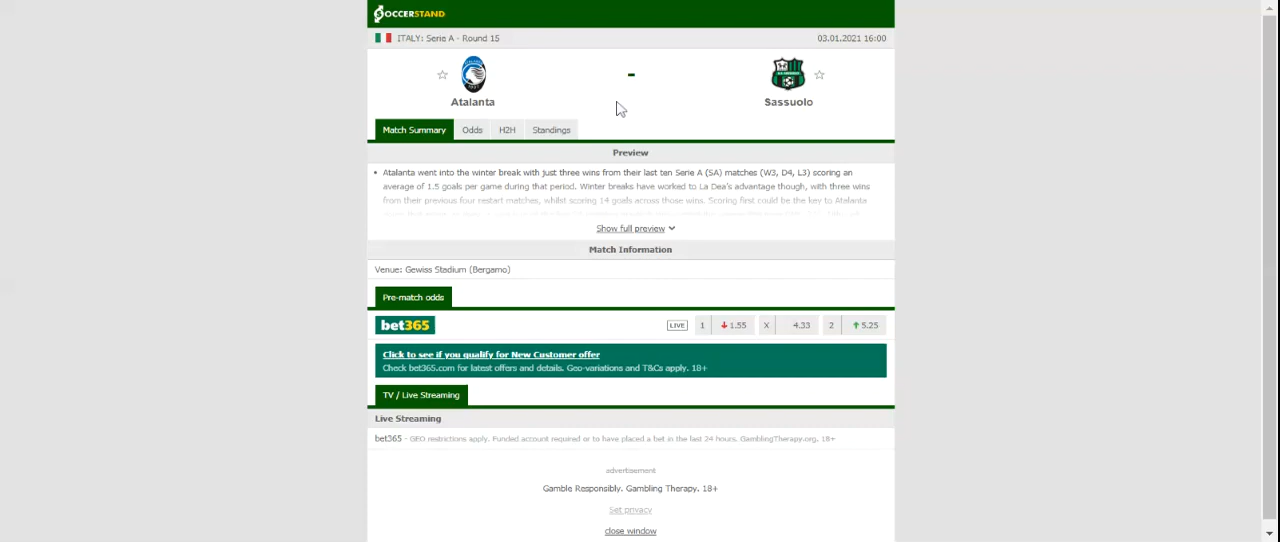 SOCCERSTAND
ITALY: Serie A - Round 15 03.01.2021 16:00
-
Atalanta Sassuolo
Match Summary Odds H2H Standings
Preview
• Atalanta went into the winter break with just three wins from their last ten Serie A (SA) matches (W3, D4, L3) scoring an
average of 1.5 goals per game during that period. Winter breaks have worked to La Dea's advantage though, with three wins
from their previous four restart matches, whilst scoring 14 goals across those wins. Scoring first could be the key to Atalanta
Show full preview
Match Information
Venue: Gewiss Stadium (Bergamo)
Pre-match odds
bet365 LIVE 1 1.55 X 4.33 2 5.25
Click to see if you qualify for New Customer offer
Check bet365.com for latest offers and details. Geo-variations and T&Cs apply. 18+
TV / Live Streaming
Live Streaming
bet365 - GEO restrictions apply. Funded account required or to have placed a bet in the last 24 hours. GamblingTherapy.org. 18+
advertisement
Gamble Responsibly. Gambling Therapy. 18+
Set privacy
close window